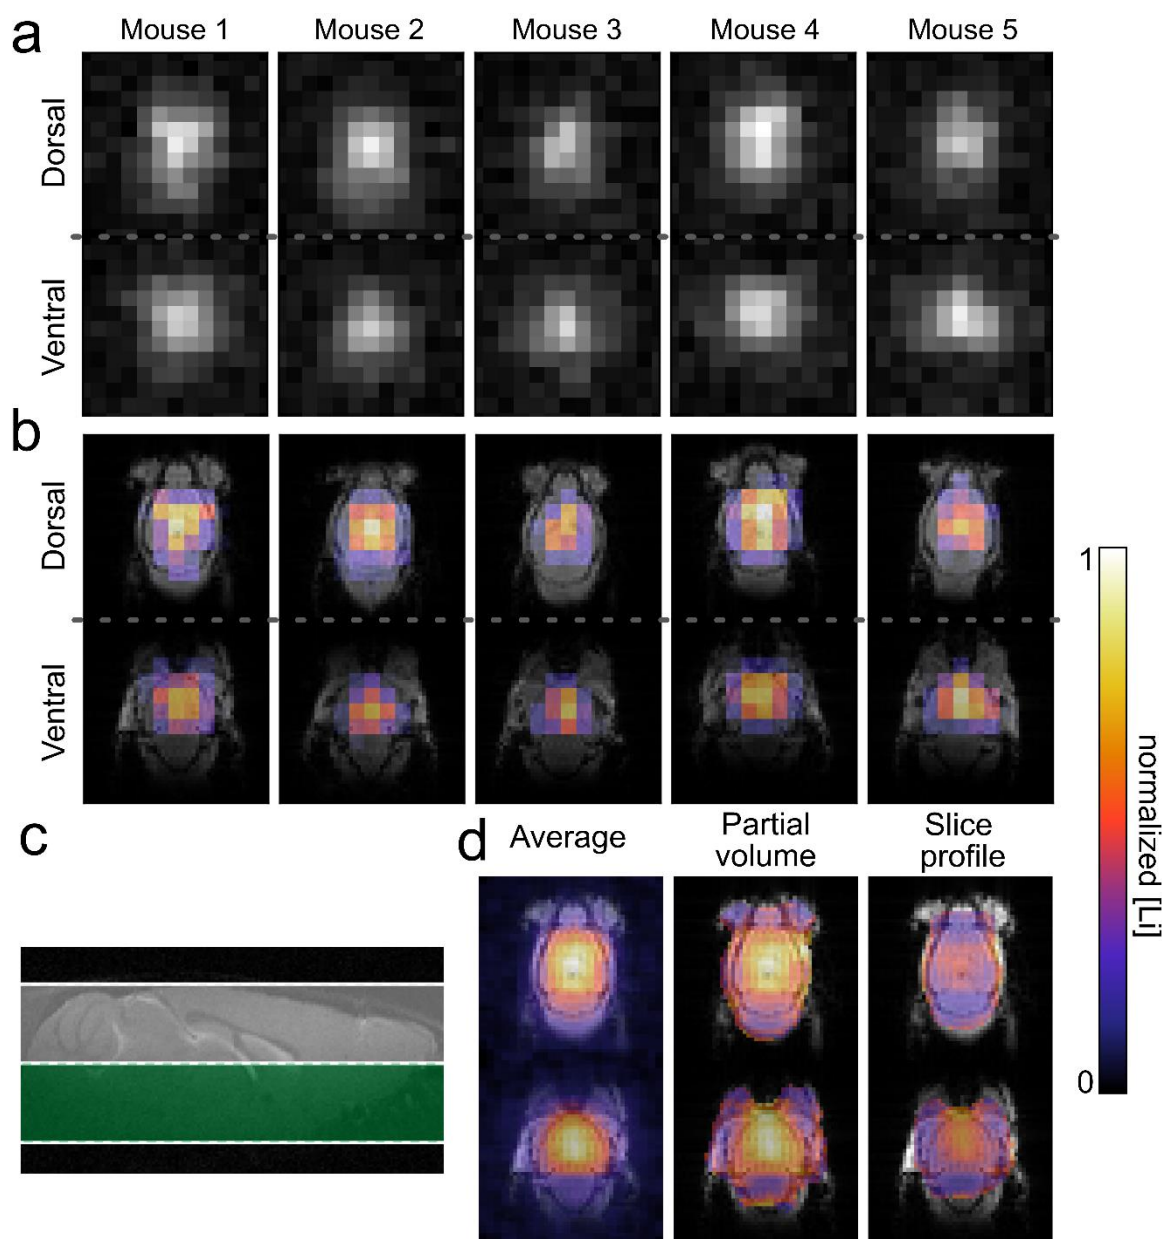 a
Mouse 1
Mouse 2
Mouse 3
Mouse 4
Mouse 5
Dorsal
Ventral
b
Dorsal
Ventral
c
d
Average
Partial
volume
Slice
profile
1
0
normalized [Li]